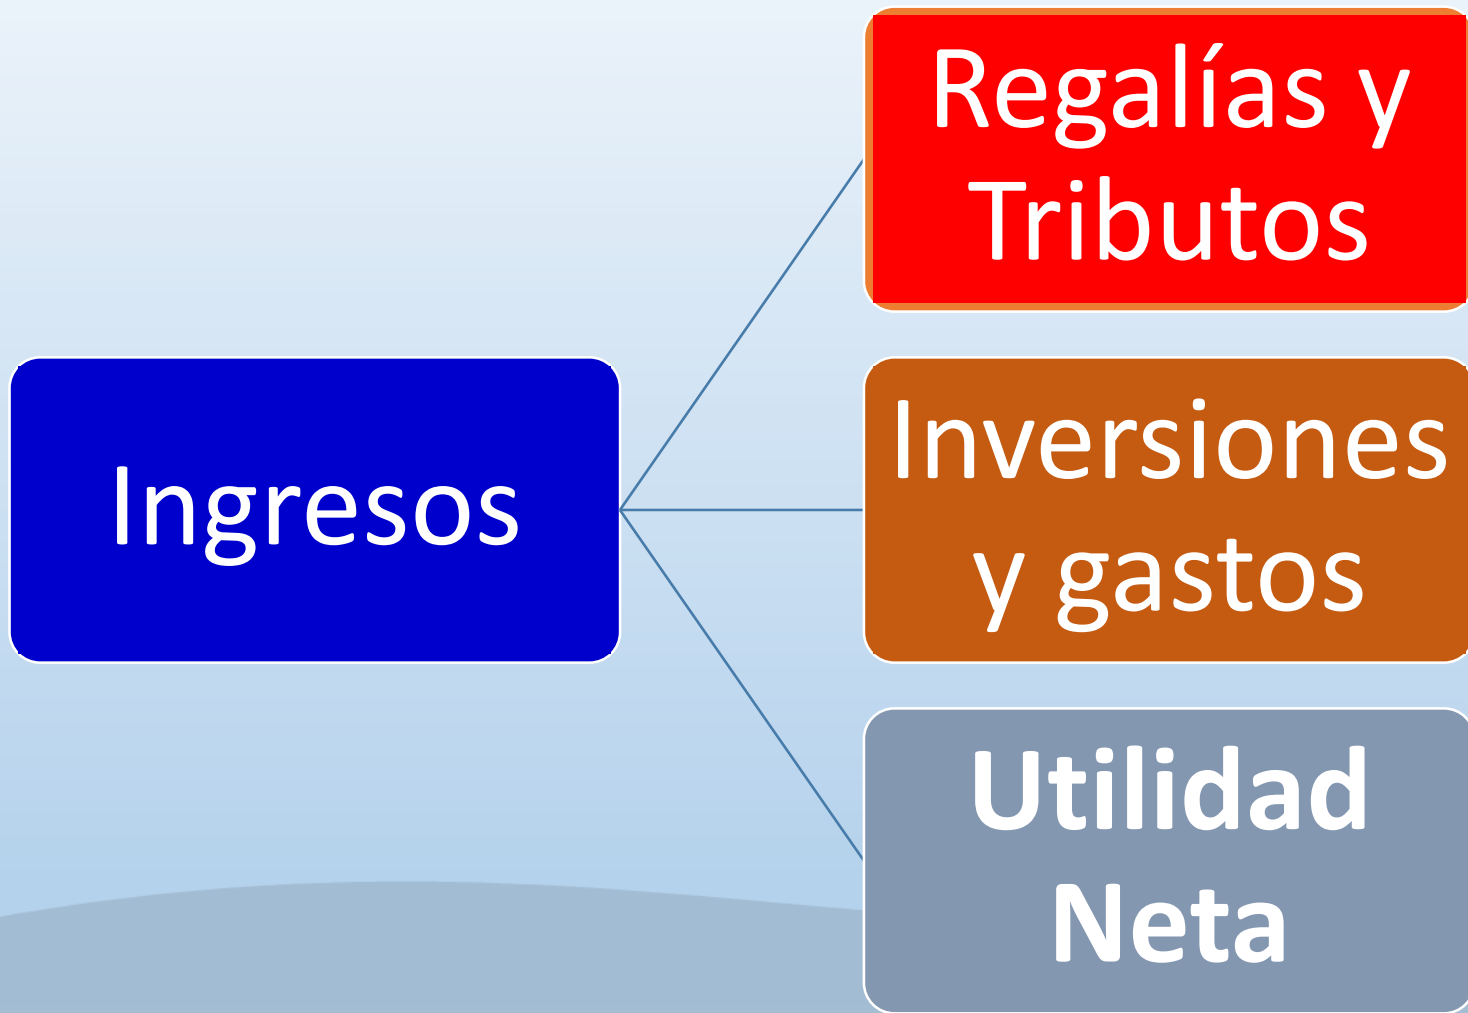 Ingresos
Regalías y
Tributos
Inversiones
y gastos
Utilidad
Neta